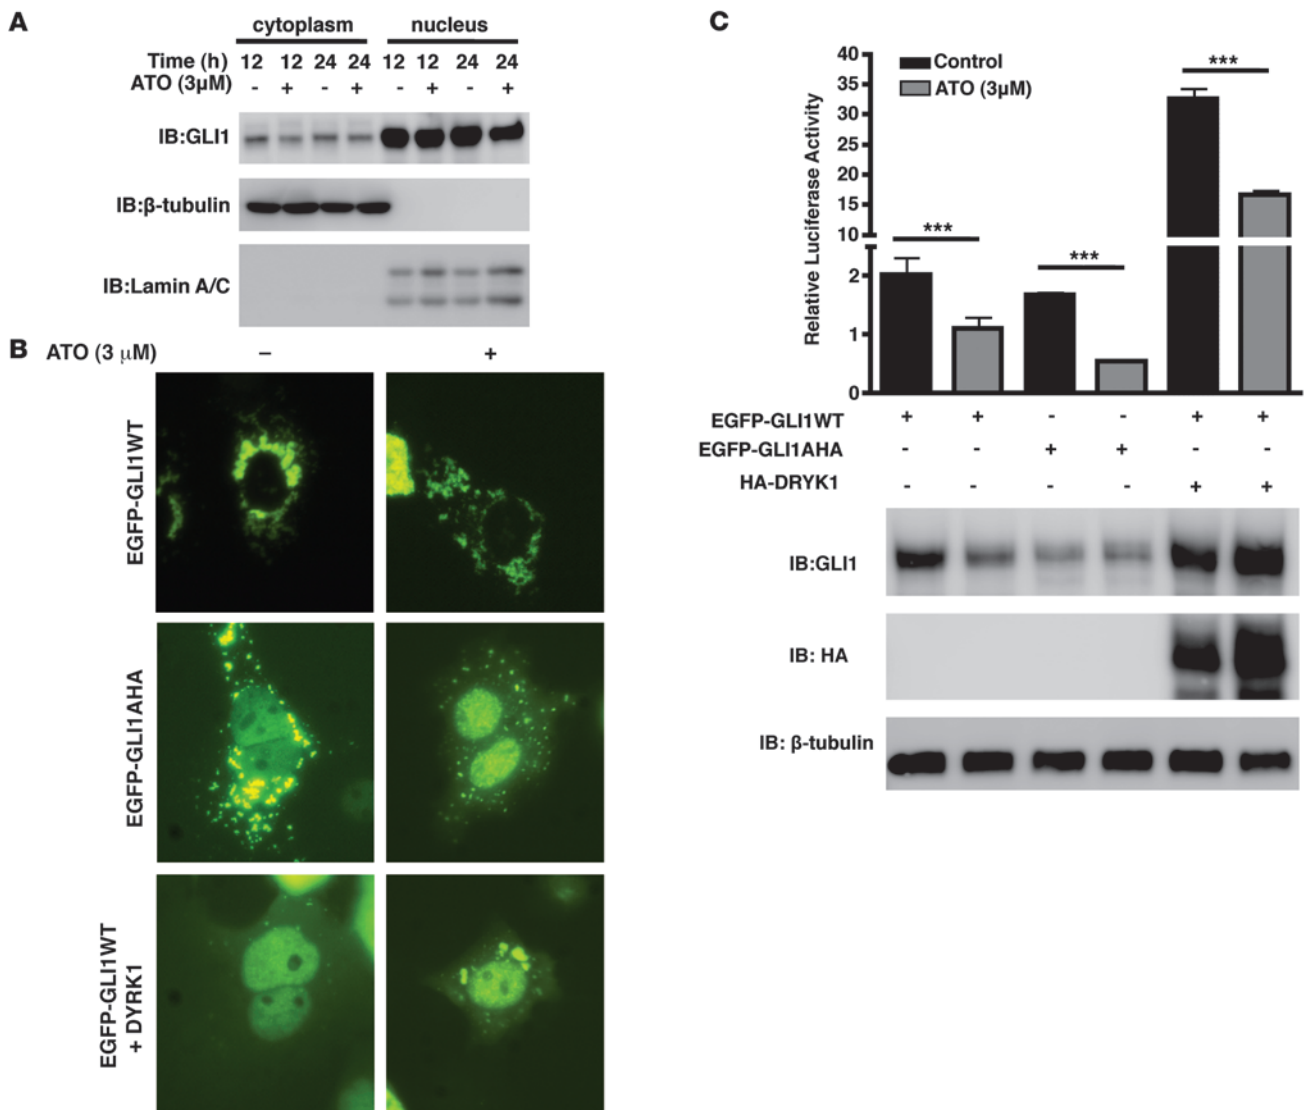 A
cytoplasm nucleus
Time (h) 12 12 24 24 12 12 24 24
ATO (3µM) - + - + - + - +
IB:GLI1
IB:β-tubulin
IB:Lamin A/C
B
ATO (3 µM) – +
EGFP-GLI1WT
EGFP-GLI1AHA
EGFP-GLI1WT
+ DYRK1
C
Relative Luciferase Activity
40
35
30
25
20
15
10
2
1
0
Control
ATO (3µM)
***
***
***
EGFP-GLI1WT + + - - + +
EGFP-GLI1AHA - - + + - -
HA-DRYK1 - - - - + +
IB:GLI1
IB: HA
IB: β-tubulin